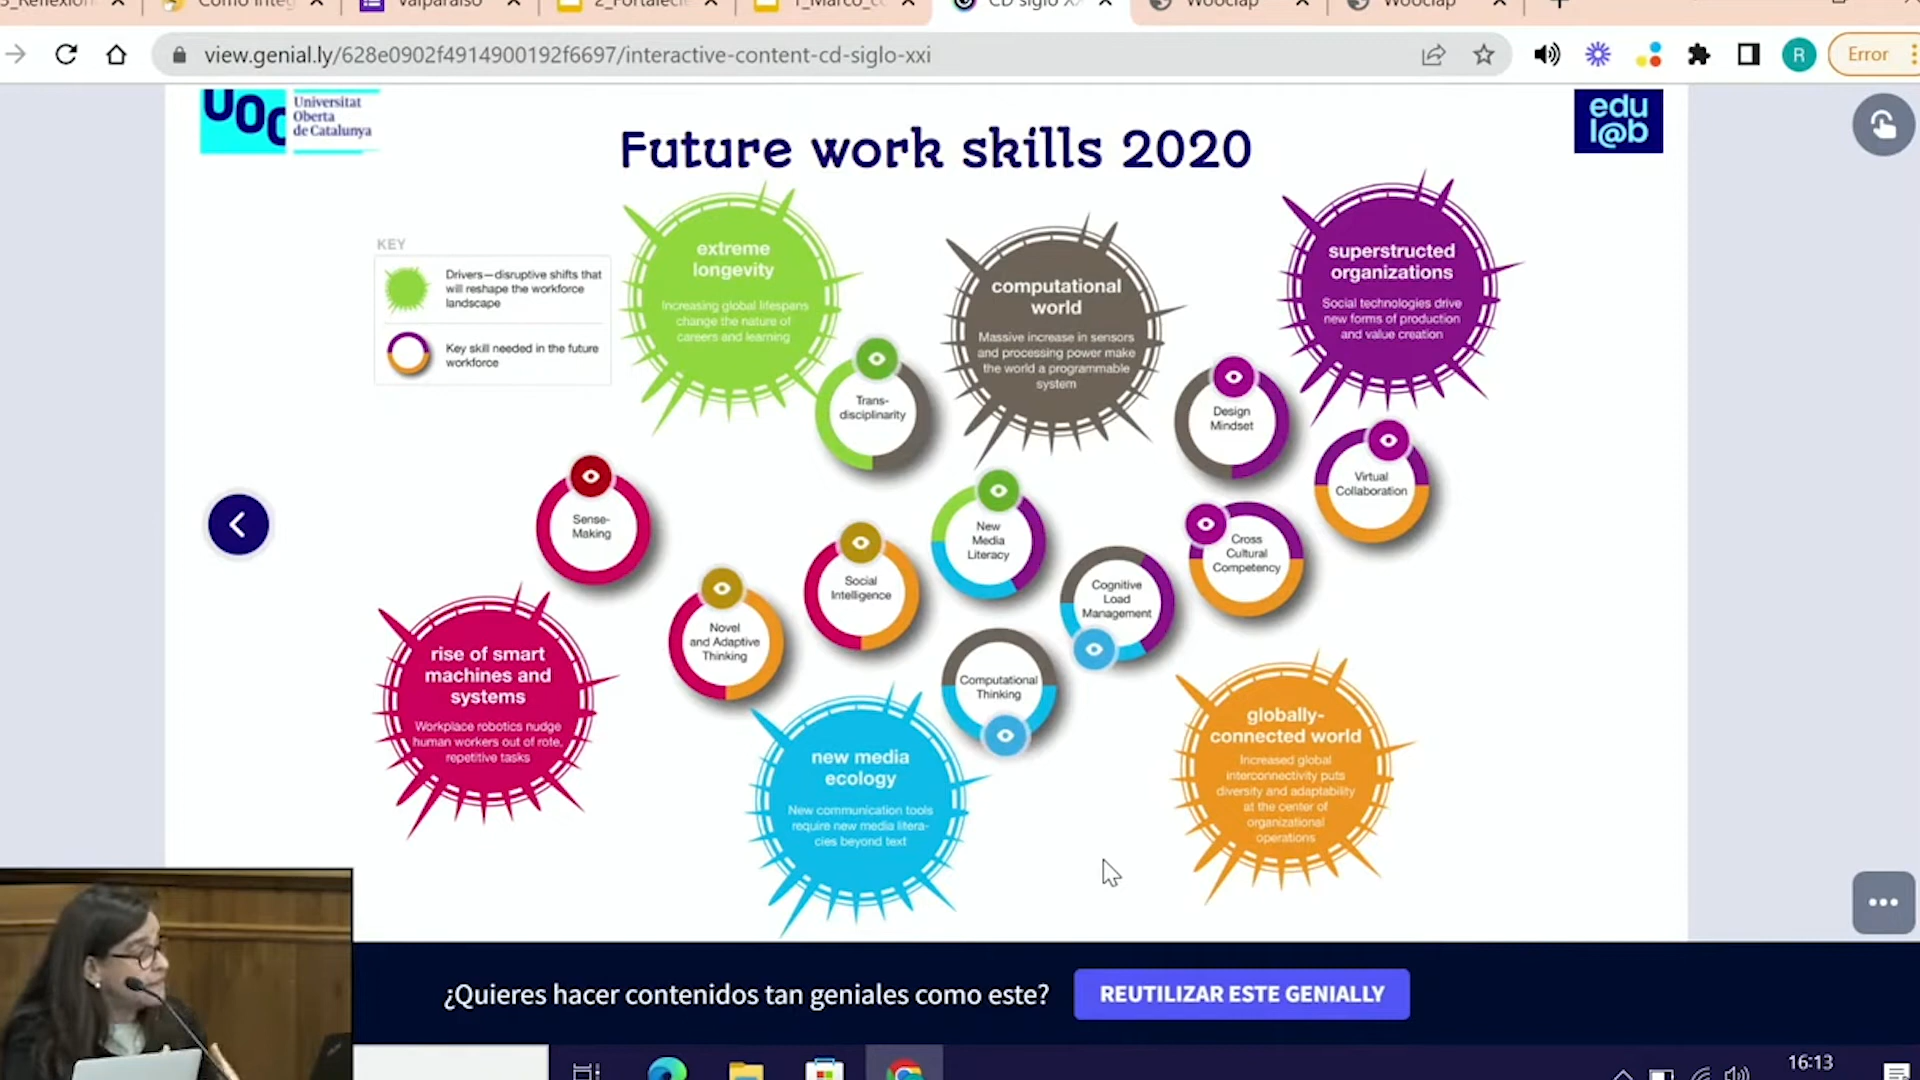 Valparaíso
CD siglo XX
Wooclap
Wooclap
view.genial.ly/628e0902f4914900192f6697/interactive-content-cd-siglo-xxi
R
Error
UOC
Universitat
Oberta
de Catalunya
edu
l@b
Future work skills 2020
KEY
Drivers—disruptive shifts that
will reshape the workforce
landscape
Key skill needed in the future
workforce
extreme
longevity
Increasing global lifespans
change the nature of
careers and learning
computational
world
Massive increase in sensors
and processing power make
the world a programmable
system
superstructed
organizations
Social technologies drive
new forms of production
and value creation
Trans-
disciplinarity
Design
Mindset
Virtual
Collaboration
Sense-
Making
New
Media
Literacy
Cross
Cultural
Competency
Social
Intelligence
Cognitive
Load
Management
Novel
and Adaptive
Thinking
Computational
Thinking
rise of smart
machines and
systems
Workplace robotics nudge
human workers out of rote,
repetitive tasks
new media
ecology
New communication tools
require new media litera-
cies beyond text
globally-
connected world
Increased global
interconnectivity puts
diversity and adaptability
at the center of
organizational
operations
¿Quieres hacer contenidos tan geniales como este?
REUTILIZAR ESTE GENIALLY
16:13